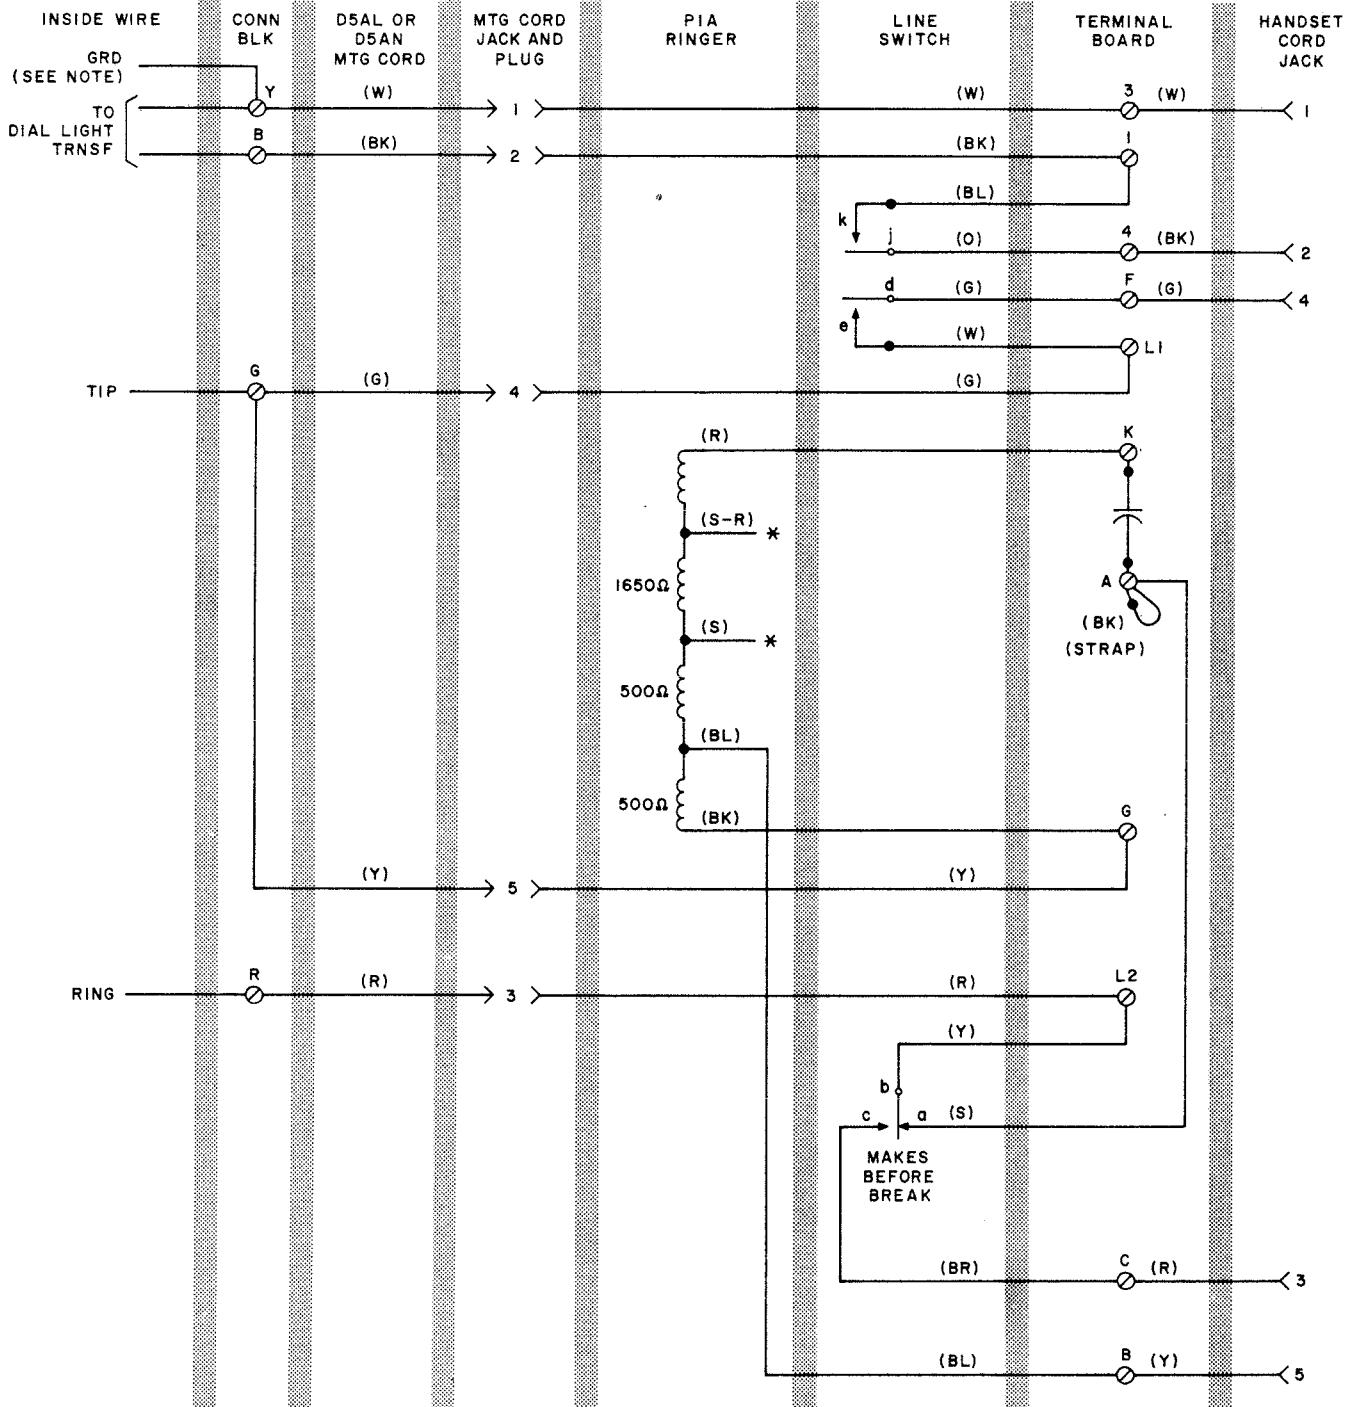 INSIDE WIRE
CONN
BLK
D5AL OR
D5AN
MTG CORD
MTG CORD
JACK AND
PLUG
P1A
RINGER
LINE
SWITCH
TERMINAL
BOARD
HANDSET
CORD
JACK
GRD
(SEE NOTE)
Y
(W)
1
(W)
3
(W)
1
TO
DIAL LIGHT
TRNSF
B
(BK)
2
(BK)
1
(BL)
k
j
(O)
4
(BK)
2
d
(G)
F
(G)
4
e
(W)
L1
TIP
G
(G)
4
(G)
(R)
K
(S-R) *
1650Ω
A
(BK)
(STRAP)
(S) *
500Ω
(BL)
500Ω
(BK)
G
(Y)
5
(Y)
RING
R
(R)
3
(R)
L2
(Y)
b
c
a
(S)
MAKES
BEFORE
BREAK
(BR)
C
(R)
3
(BL)
B
(Y)
5